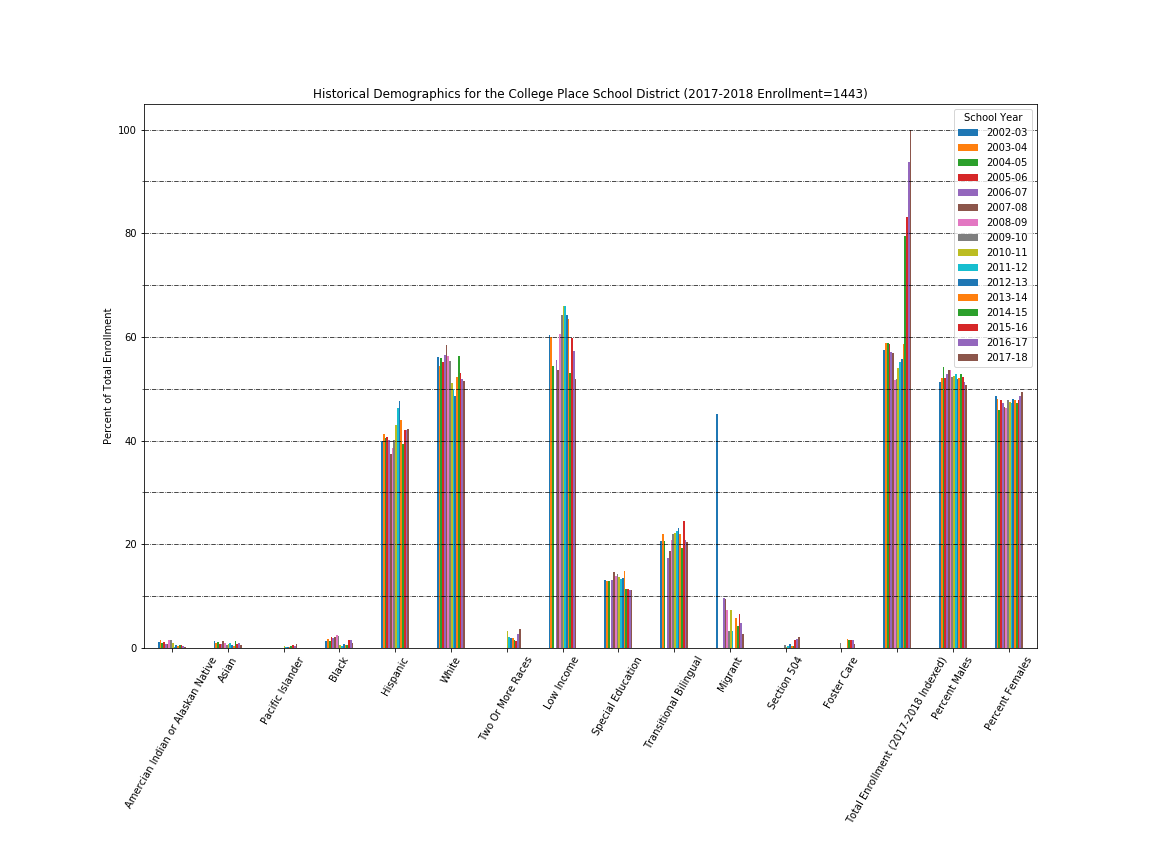 Historical Demographics for the College Place School District (2017-2018 Enrollment=1443)
Percent of Total Enrollment
100
80
60
40
20
0
School Year
2002-03
2003-04
2004-05
2005-06
2006-07
2007-08
2008-09
2009-10
2010-11
2011-12
2012-13
2013-14
2014-15
2015-16
2016-17
2017-18
Amercian Indian or Alaskan Native
Asian
Pacific Islander
Black
Hispanic
White
Two Or More Races
Low Income
Special Education
Transitional Bilingual
Migrant
Section 504
Foster Care
Total Enrollment (2017-2018 Indexed)
Percent Males
Percent Females